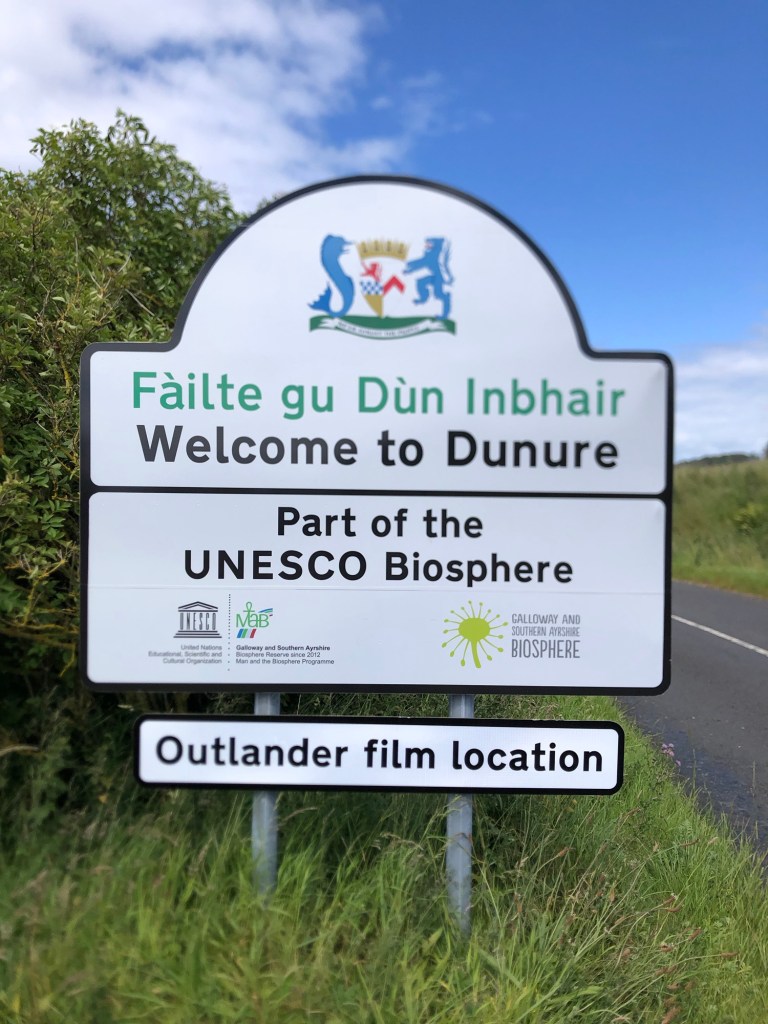 Fàilte gu Dùn Inbhair
Welcome to Dunure
Part of the
UNESCO Biosphere
UNESCO
MaB
United Nations
Educational, Scientific and
Cultural Organization
Galloway and Southern Ayrshire
Biosphere Reserve since 2012
Man and the Biosphere Programme
GALLOWAY AND
SOUTHERN AYRSHIRE
BIOSPHERE
Outlander film location